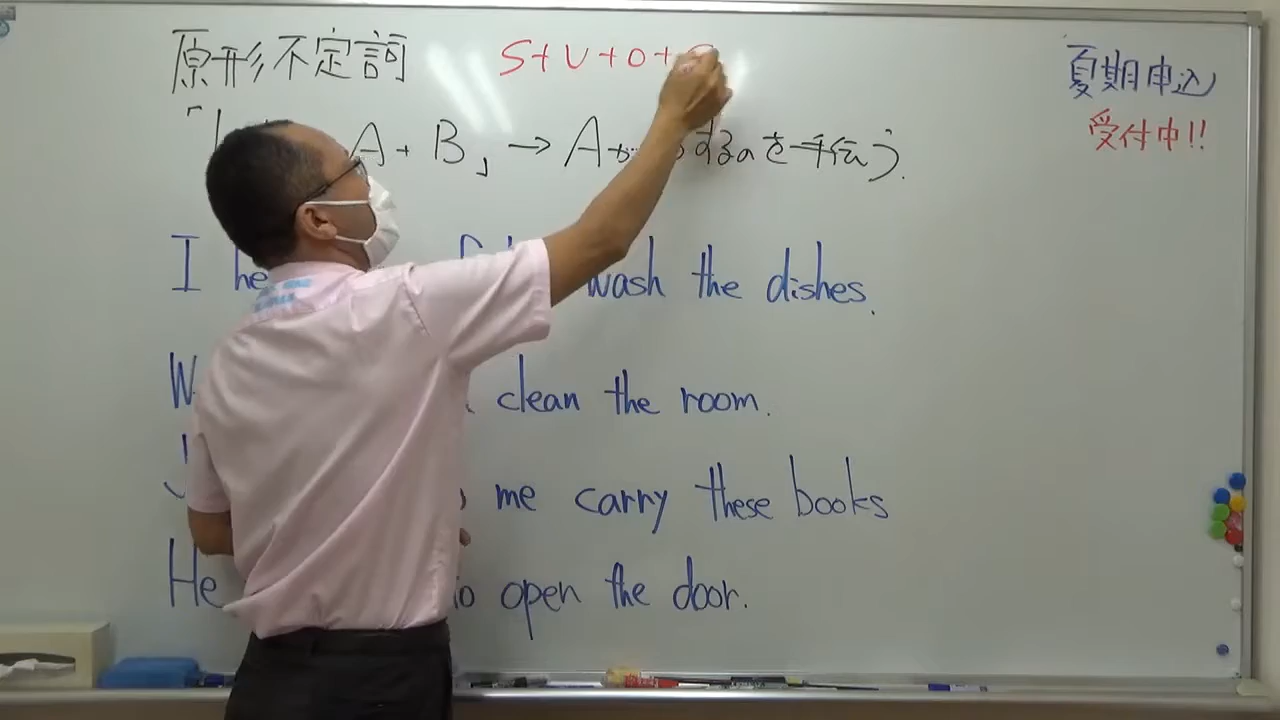 原形不定詞
S+V+O+
夏期申込
受付中!!
A+ B」→ Aが するのを手伝う.
I he wash the dishes.
W clean the room.
me carry these books
He to open the door.